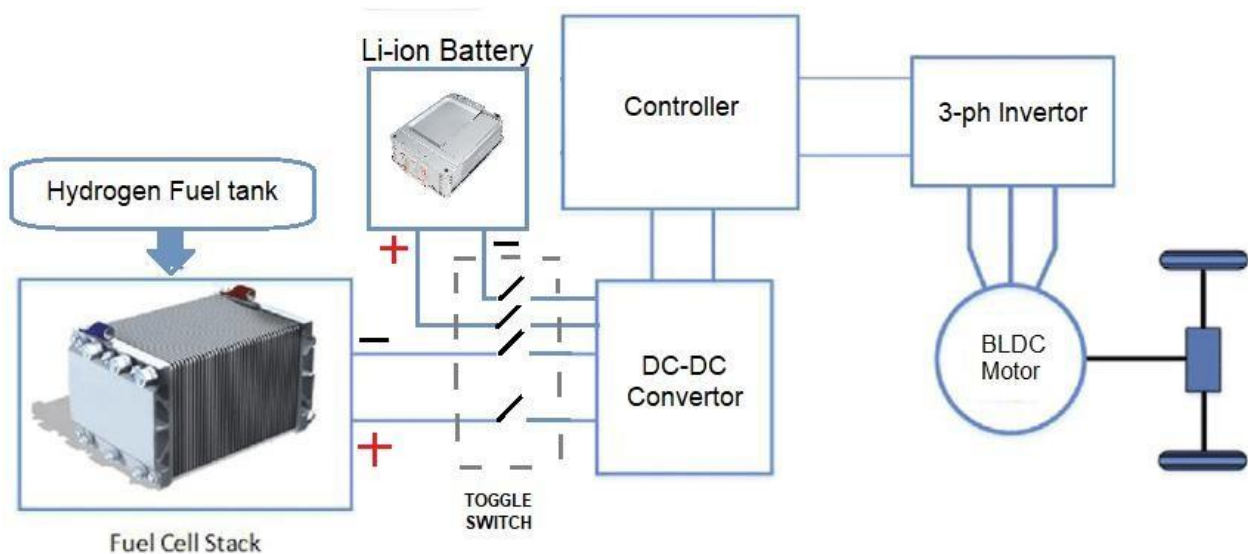 Li-ion Battery
Controller
3-ph Invertor
Hydrogen Fuel tank
+
−
−
+
DC-DC
Convertor
BLDC
Motor
TOGGLE
SWITCH
Fuel Cell Stack